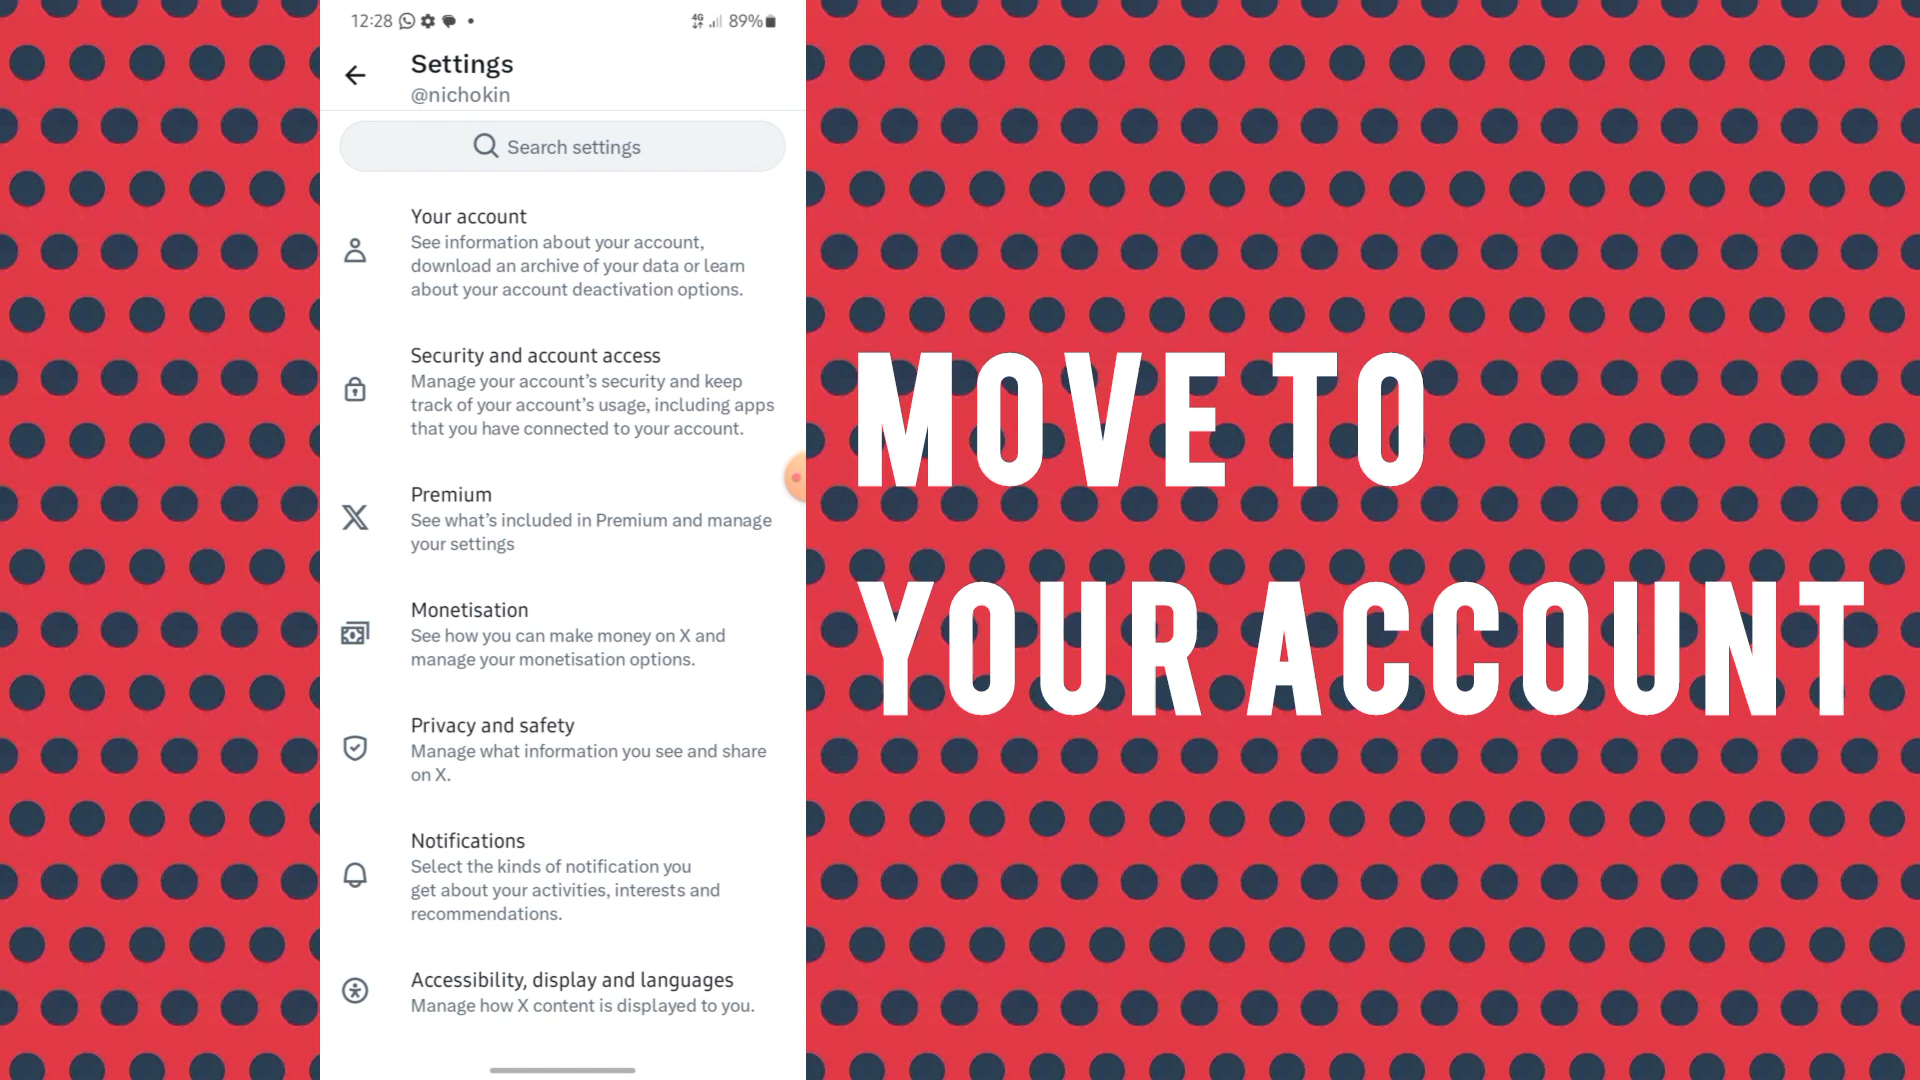 12:28
4G
89%
Settings
@nichokin
Search settings
Your account
See information about your account,
download an archive of your data or learn
about your account deactivation options.
Security and account access
Manage your account’s security and keep
track of your account’s usage, including apps
that you have connected to your account.
Premium
See what’s included in Premium and manage
your settings
Monetisation
See how you can make money on X and
manage your monetisation options.
Privacy and safety
Manage what information you see and share
on X.
Notifications
Select the kinds of notification you
get about your activities, interests and
recommendations.
Accessibility, display and languages
Manage how X content is displayed to you.
MOVE TO
YOUR ACCOUNT